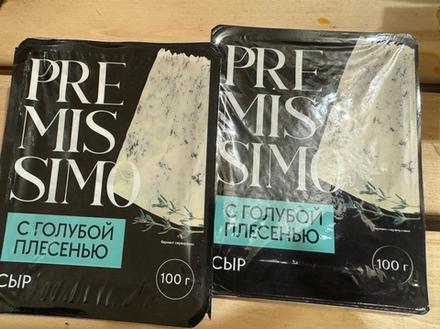 PRE
MIS
SIMO
С ГОЛУБОЙ
ПЛЕСЕНЬЮ
СЫР
100 г
PRE
MIS
SIMO
С ГОЛУБОЙ
ПЛЕСЕНЬЮ
СЫР
100 г